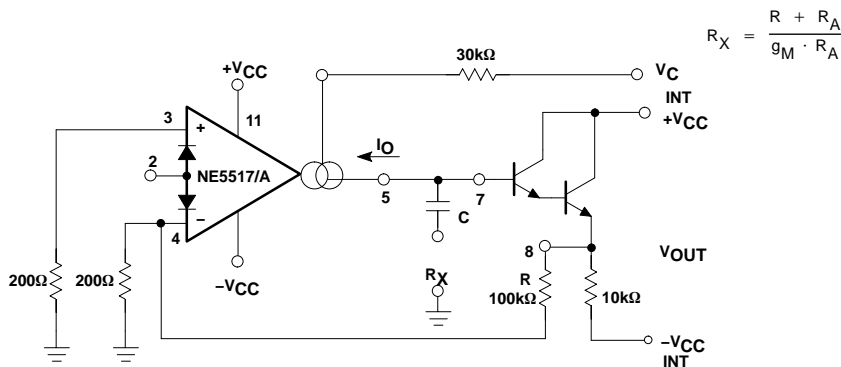 R + R_A
R_X = g_M · R_A
30kΩ
V_C
+V_CC
INT
+V_CC
3
+
11
I_O
2
NE5517/A
5
7
C
−
4
8
V_OUT
−V_CC
R_X
200Ω
200Ω
R
100kΩ
10kΩ
−V_CC
INT